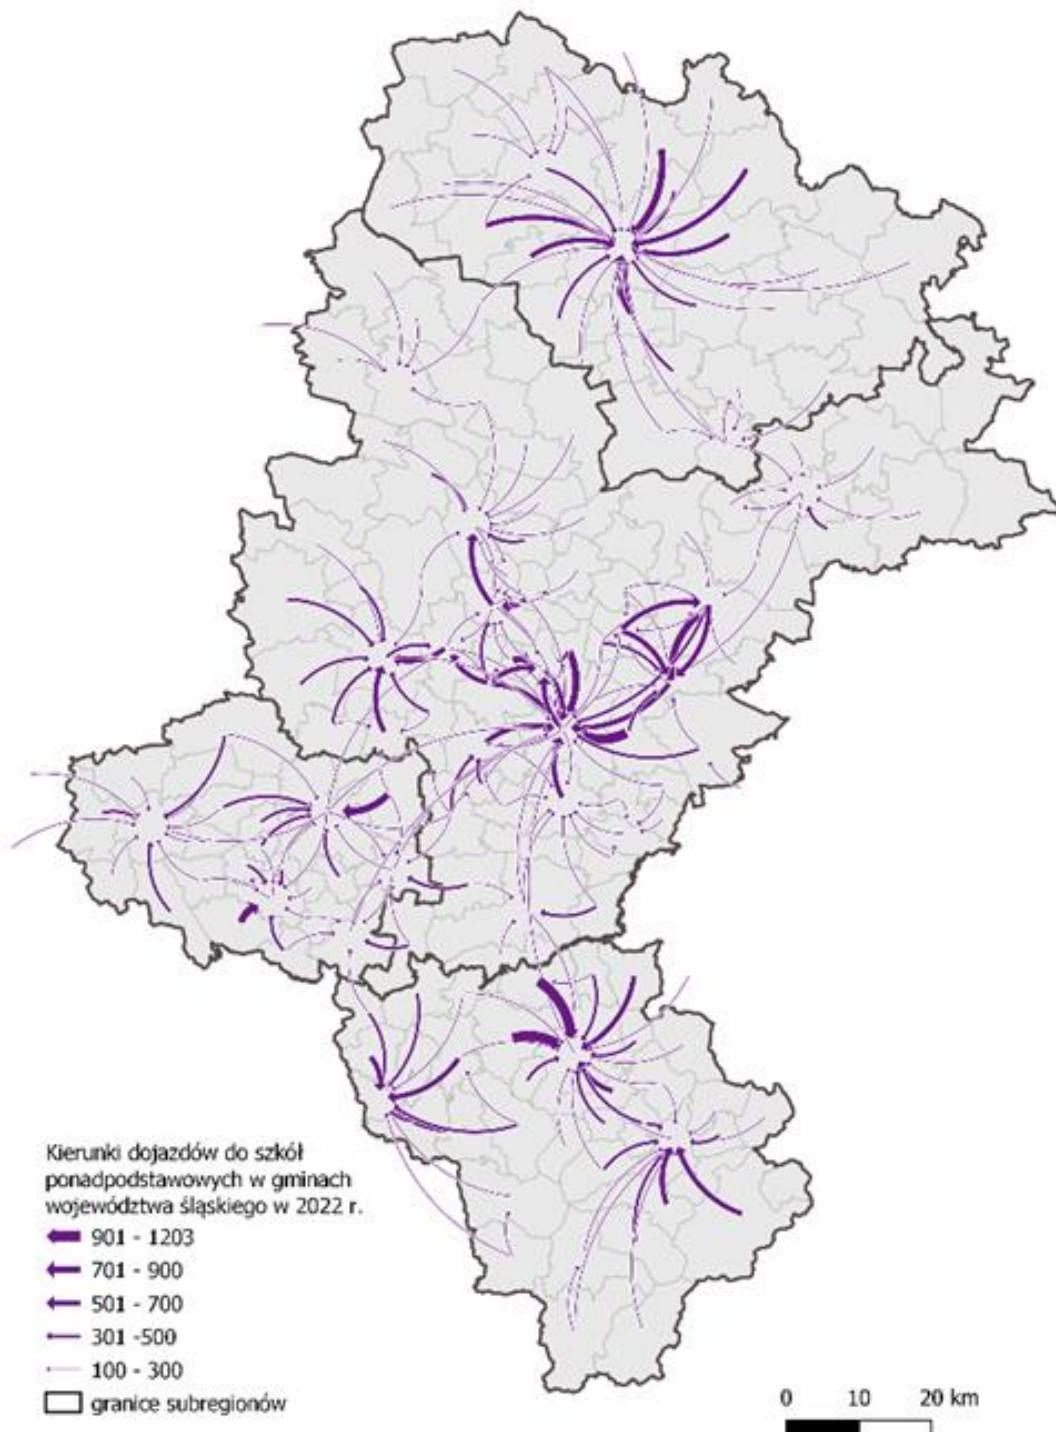 Kierunki dojazdów do szkół
ponadpodstawowych w gminach
województwa śląskiego w 2022 r.
901 - 1203
701 - 900
501 - 700
301 -500
100 - 300
granice subregionów
0 10 20 km